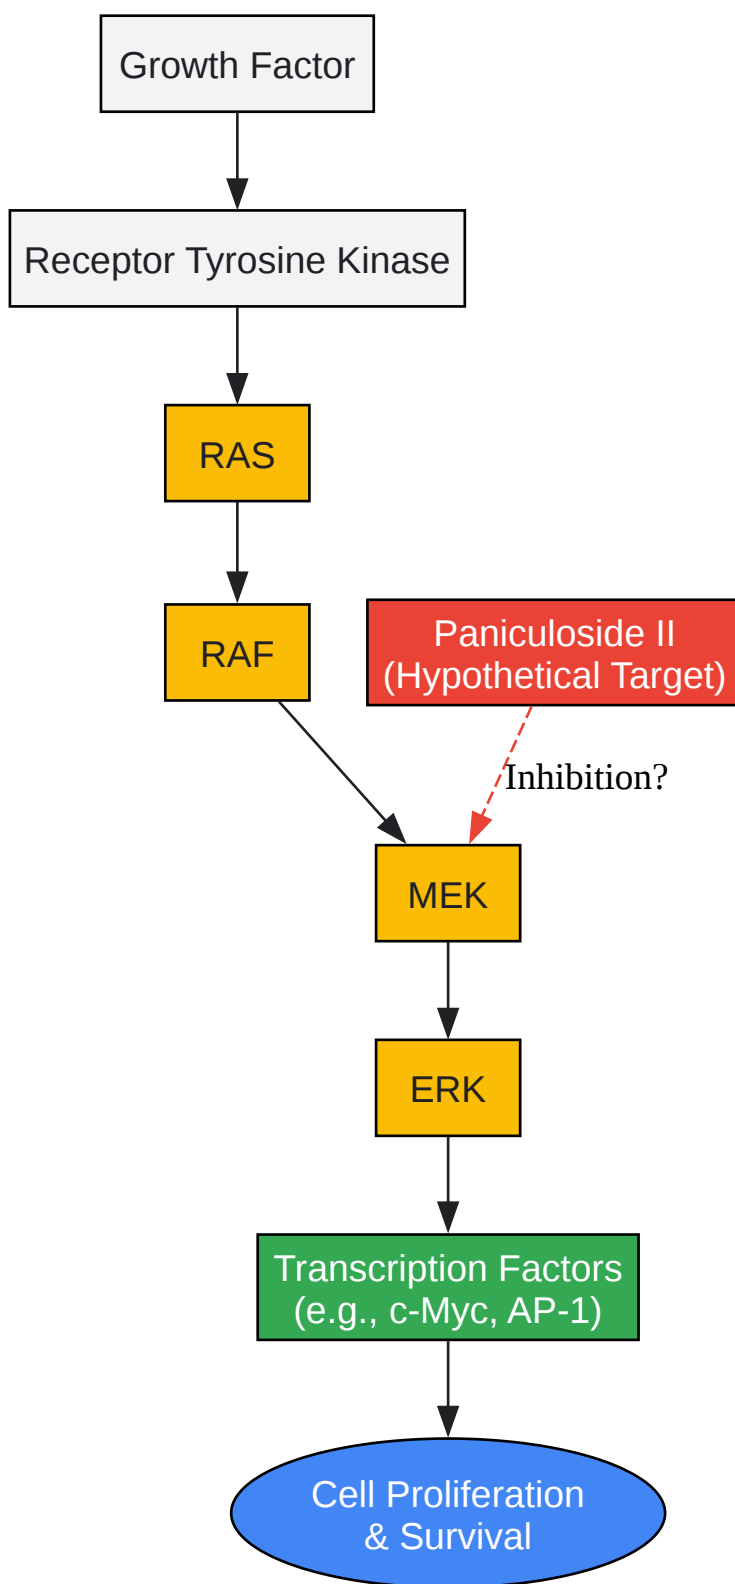 Growth Factor
Receptor Tyrosine Kinase
RAS
RAF
Paniculoside II
(Hypothetical Target)
Inhibition?
MEK
ERK
Transcription Factors
(e.g., c-Myc, AP-1)
Cell Proliferation
& Survival